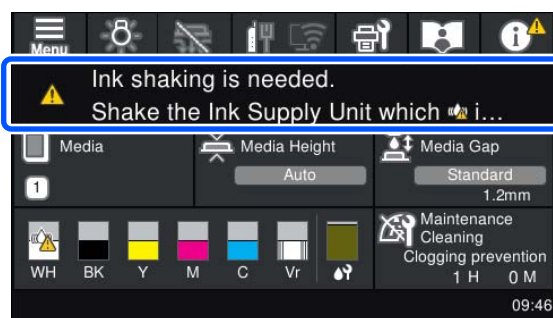 Menu
Ink shaking is needed.
Shake the Ink Supply Unit which i...
Media
1
Media Height
Auto
Media Gap
Standard
1.2mm
WH BK Y M C Vr
Maintenance
Cleaning
Clogging prevention
1 H 0 M
09:46